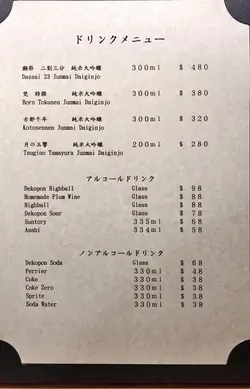 ドリンクメニュー
獺祭 二割三分 純米大吟醸 300ml $ 480
Dassai 23 Junmai Daiginjo
梵 特撰 純米大吟醸 300ml $ 380
Born Tokusen Junmai Daiginjo
古都千年 純米大吟醸 300ml $ 320
Kotosennen Junmai Daiginjo
月の玉響 純米大吟醸 200ml $ 280
Tsugino Tamayura Junmai Daiginjo
アルコールドリンク
Dekopon Highball Glass $ 98
Homemade Plum Wine Glass $ 88
Highball Glass $ 88
Dekopon Sour Glass $ 78
Suntory 335ml $ 68
Asahi 334ml $ 58
ノンアルコールドリンク
Dekopon Soda Glass $ 68
Perrier 330ml $ 48
Coke 330ml $ 38
Coke Zero 330ml $ 38
Sprite 330ml $ 38
Soda Water 330ml $ 38